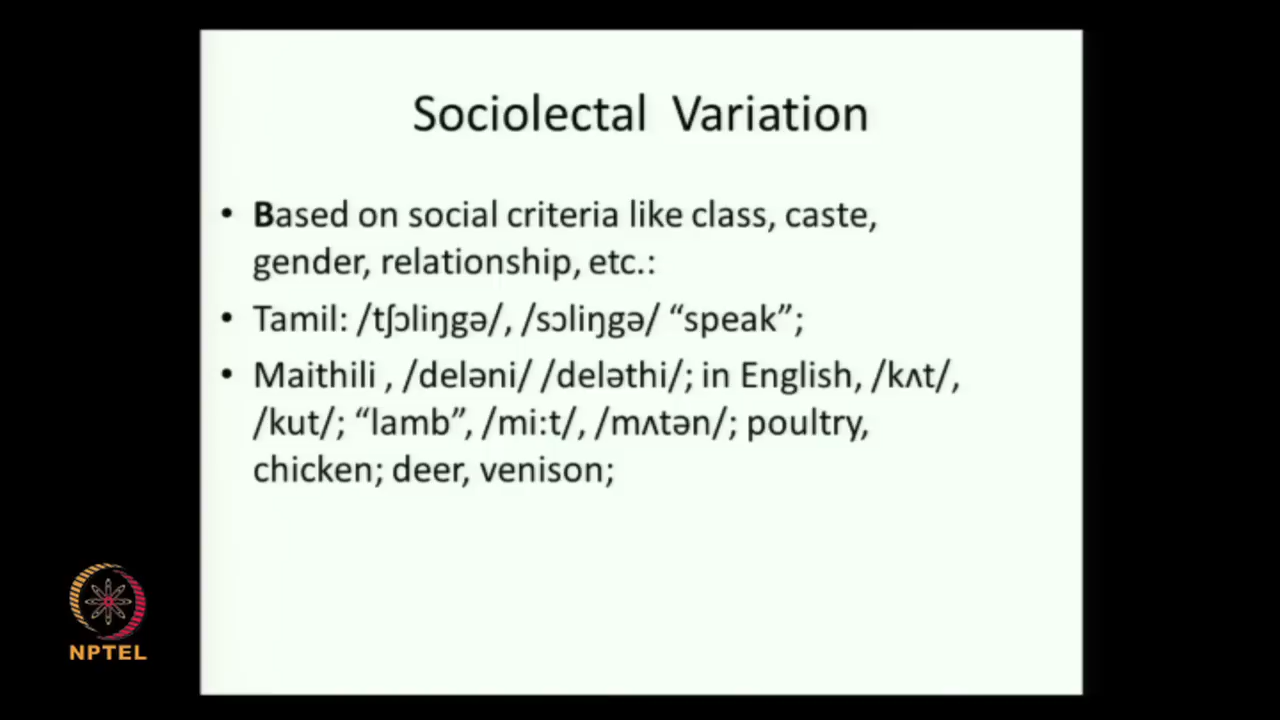 Sociolectal Variation
• Based on social criteria like class, caste,
gender, relationship, etc.:
• Tamil: /tʃɔliŋgə/, /sɔliŋgə/ “speak”;
• Maithili , /deləni/ /deləthi/; in English, /kʌt/,
/kut/; “lamb”, /mi:t/, /mʌtən/; poultry,
chicken; deer, venison;
NPTEL